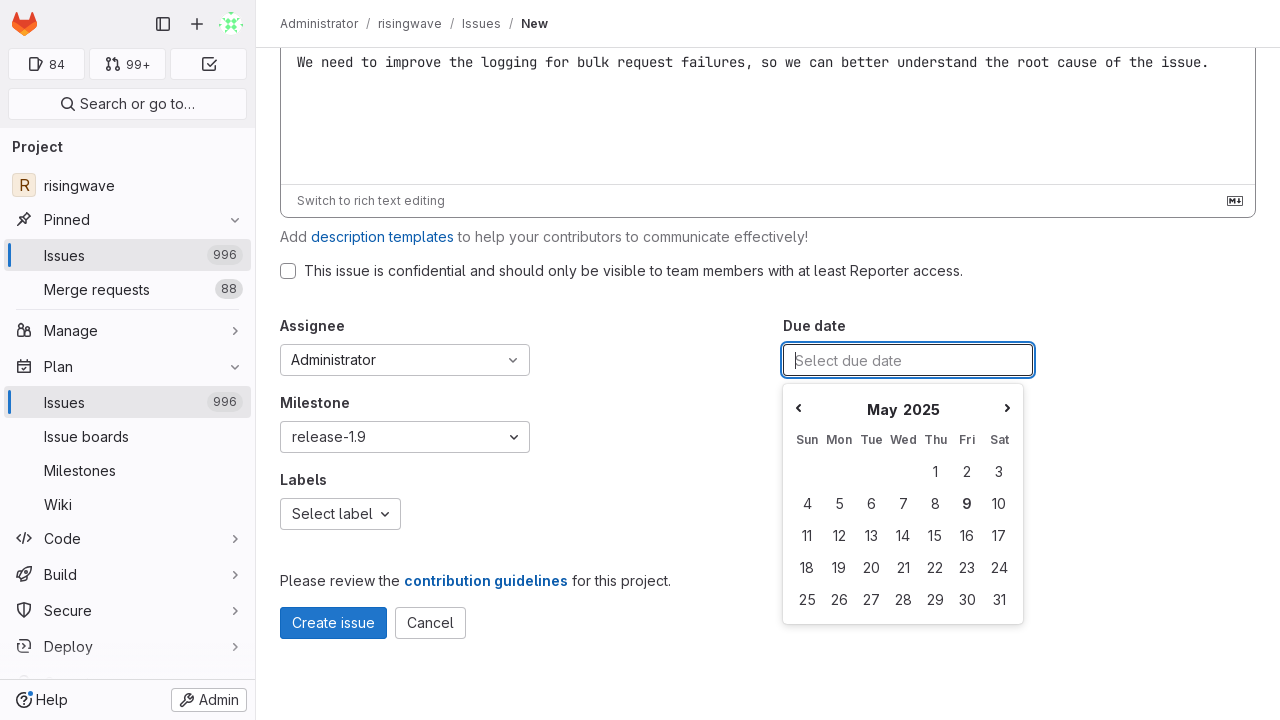 Administrator / risingwave / Issues / New
84
99+
Search or go to…
Project
R risingwave
Pinned
Issues 996
Merge requests 88
Manage
Plan
Issues 996
Issue boards
Milestones
Wiki
Code
Build
Secure
Deploy
Help
Admin
We need to improve the logging for bulk request failures, so we can better understand the root cause of the issue.
Switch to rich text editing
Add description templates to help your contributors to communicate effectively!
This issue is confidential and should only be visible to team members with at least Reporter access.
Assignee
Administrator
Milestone
release-1.9
Labels
Select label
Due date
Select due date
May 2025
Sun Mon Tue Wed Thu Fri Sat
1 2 3
4 5 6 7 8 9 10
11 12 13 14 15 16 17
18 19 20 21 22 23 24
25 26 27 28 29 30 31
Please review the contribution guidelines for this project.
Create issue
Cancel